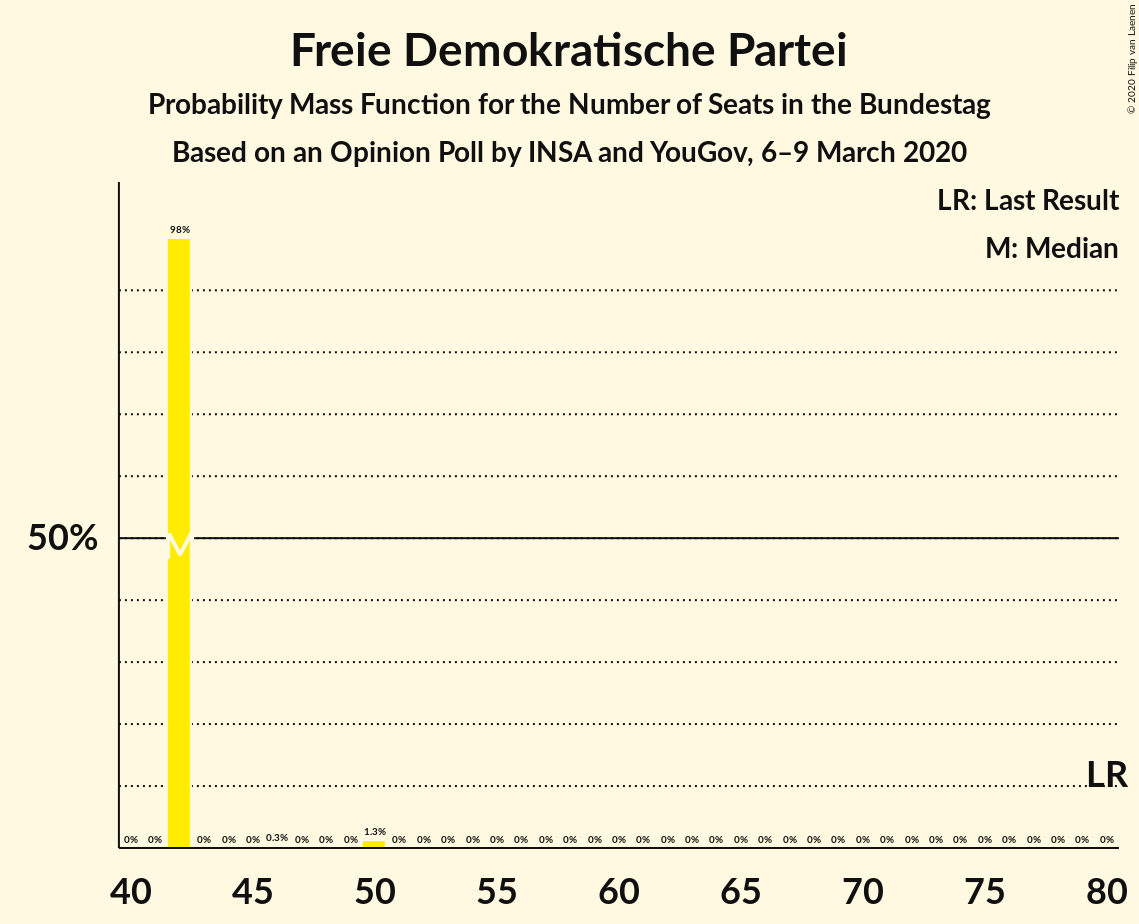 Freie Demokratische Partei
Probability Mass Function for the Number of Seats in the Bundestag
Based on an Opinion Poll by INSA and YouGov, 6–9 March 2020
© 2020 Filip van Laenen
LR: Last Result
M: Median
98%
50%
M
LR
0% 0% 0% 0% 0% 0.3% 0% 0% 0% 1.3% 0% 0% 0% 0% 0% 0% 0% 0% 0% 0% 0% 0% 0% 0% 0% 0% 0% 0% 0% 0% 0% 0% 0% 0% 0% 0% 0% 0% 0% 0%
40 45 50 55 60 65 70 75 80